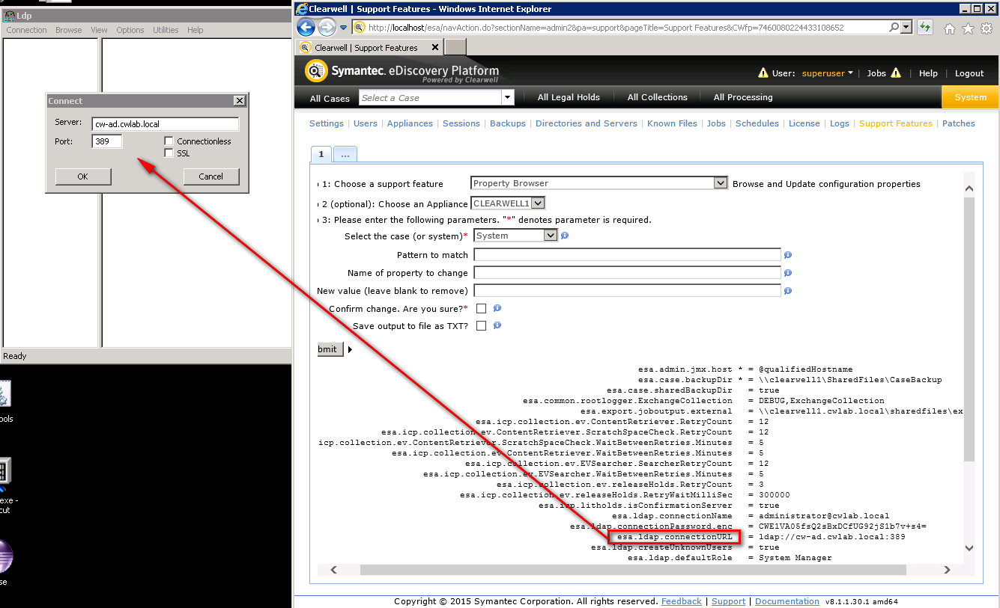 Ldp
Connection Browse View Options Utilities Help
Connect
Server: cw-ad.cwlab.local
Port: 389 Connectionless
SSL
OK Cancel
Ready
ools
exe -
cut
se
Clearwell | Support Features - Windows Internet Explorer
http://localhost/esa/navAction.do?sectionName=admin2&pa=support&pageTitle=Support Features&CWfp=7460080224433108652
Clearwell | Support Features
Symantec. eDiscovery Platform
Powered by Clearwell
User: superuser | Jobs | Help | Logout
All Cases Select a Case All Legal Holds All Collections All Processing System
Settings | Users | Appliances | Sessions | Backups | Directories and Servers | Known Files | Jobs | Schedules | License | Logs | Support Features | Patches
1 ...
1: Choose a support feature Property Browser Browse and Update configuration properties
2 (optional): Choose an Appliance CLEARWELL1
3: Please enter the following parameters. "*" denotes parameter is required.
Select the case (or system)* System
Pattern to match
Name of property to change
New value (leave blank to remove)
Confirm change. Are you sure?*
Save output to file as TXT?
bmit
esa.admin.jmx.host * = @qualifiedHostname
esa.case.backupDir * = \\clearwell1\SharedFiles\CaseBackup
esa.case.sharedBackupDir = true
esa.common.rootlogger.ExchangeCollection = DEBUG,ExchangeCollection
esa.export.joboutput.external = \\clearwell1.cwlab.local\sharedfiles\ex
esa.icp.collection.ev.ContentRetriever.RetryCount = 12
esa.icp.collection.ev.ContentRetriever.ScratchSpaceCheck.RetryCount = 12
icp.collection.ev.ContentRetriever.ScratchSpaceCheck.WaitBetweenRetries.Minutes = 5
esa.icp.collection.ev.ContentRetriever.WaitBetweenRetries.Minutes = 5
esa.icp.collection.ev.EVSearcher.SearcherRetryCount = 12
esa.icp.collection.ev.EVSearcher.WaitBetweenRetries.Minutes = 5
esa.icp.collection.ev.releaseHolds.RetryCount = 3
esa.icp.collection.ev.releaseHolds.RetryWaitMilliSec = 300000
esa.icp.litholds.isConfirmationServer = true
esa.ldap.connectionName = administrator@cwlab.local
esa.ldap.connectionPassword.enc = CWE1VA05fsQ2sBxDCfUG92jS1b7v+s4=
esa.ldap.connectionURL = ldap://cw-ad.cwlab.local:389
esa.ldap.createUnknownUsers = true
esa.ldap.defaultRole = System Manager
Copyright © 2015 Symantec Corporation. All rights reserved. Feedback | Support | Documentation v8.1.1.30.1 amd64